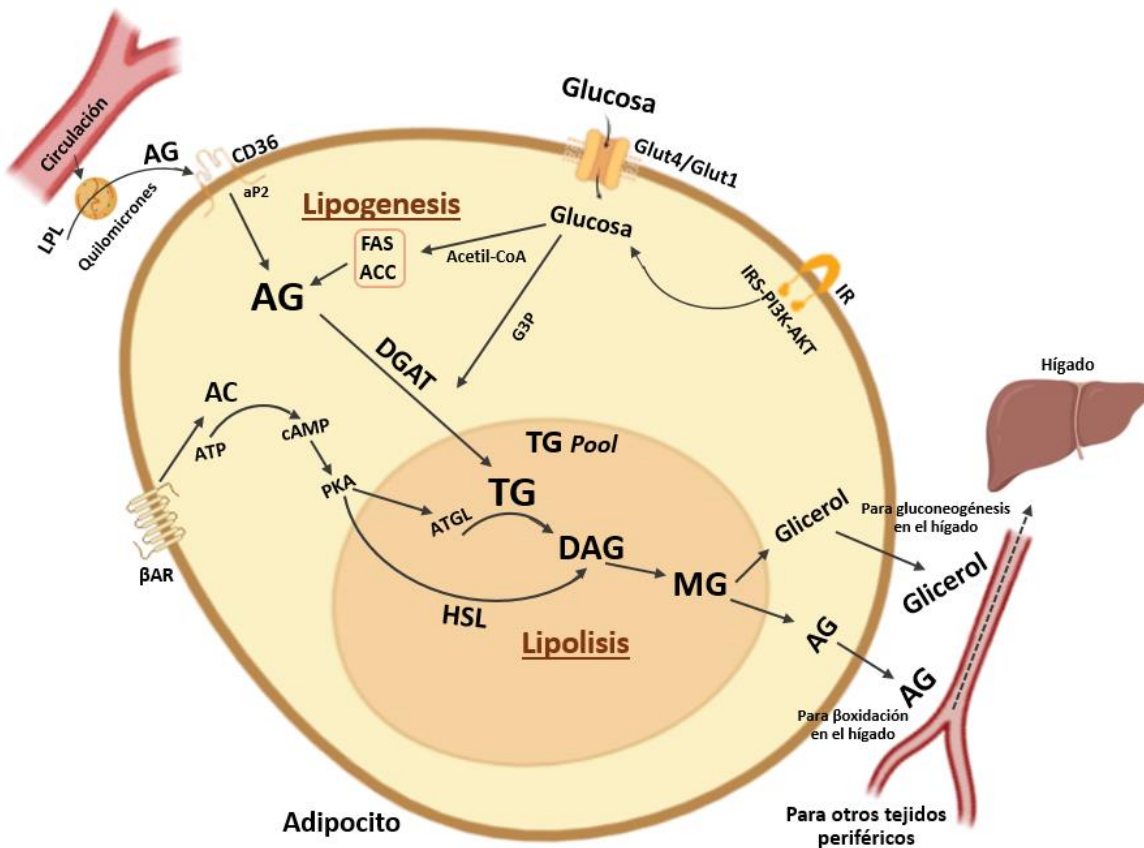 Circulación
AG
CD36
aP2
LPL
Quilomicrones
Glucosa
Glut4/Glut1
Lipogenesis
Glucosa
FAS
ACC
Acetil-CoA
AG
G3P
IR
IRS-PI3K-AKT
DGAT
Hígado
AC
ATP
cAMP
PKA
βAR
TG Pool
TG
ATGL
DAG
MG
HSL
Lipolisis
Glicerol
Para gluconeogénesis
en el hígado
Glicerol
AG
AG
Para βoxidación
en el hígado
Adipocito
Para otros tejidos
periféricos